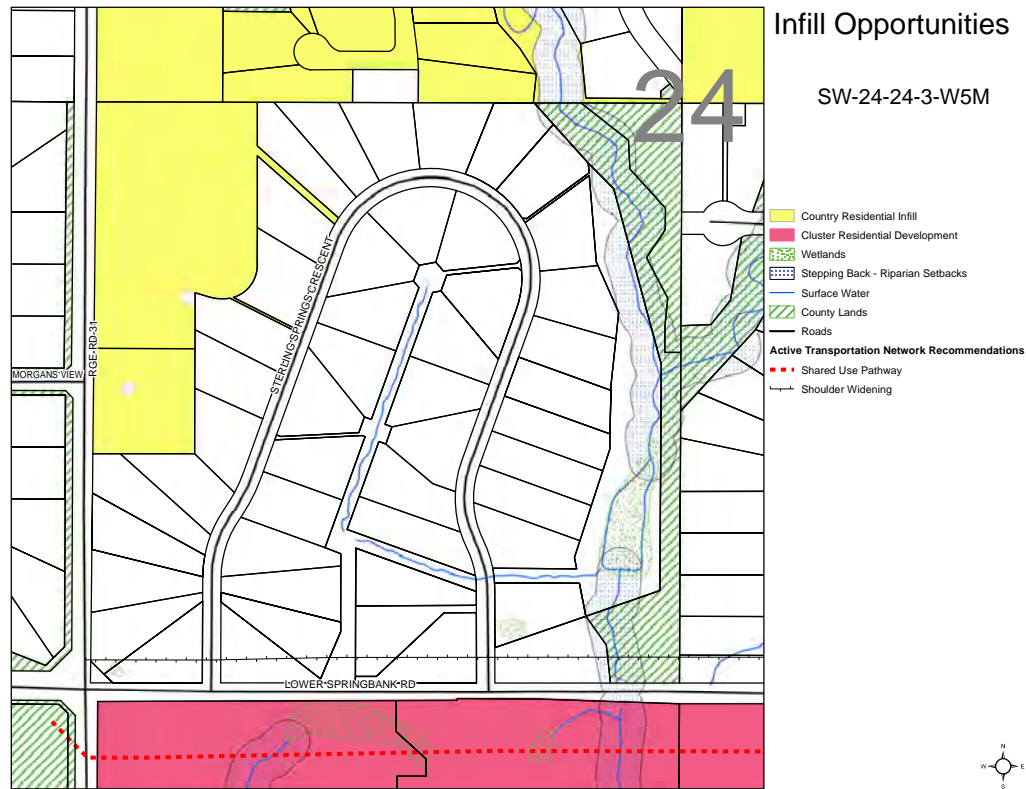 Infill Opportunities
SW-24-24-3-W5M
24
Country Residential Infill
Cluster Residential Development
Wetlands
Stepping Back - Riparian Setbacks
Surface Water
County Lands
Roads
Active Transportation Network Recommendations
Shared Use Pathway
Shoulder Widening
STERLING SPRINGS CRESCENT
RGE-RD-31
MORGANS VIEW
LOWER SPRINGBANK RD
N
W E
S